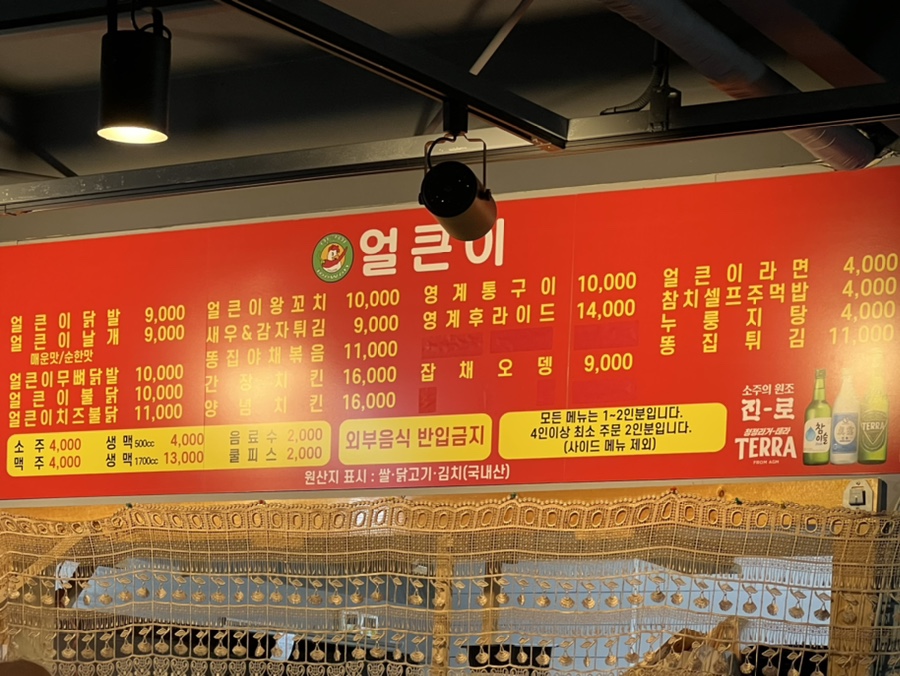 얼큰이
얼큰이닭발 9,000
얼큰이날개 9,000
매운맛/순한맛
얼큰이무뼈닭발 10,000
얼큰이불닭 10,000
얼큰이치즈불닭 11,000
얼큰이왕꼬치 10,000
새우&감자튀김 9,000
똥집야채볶음 11,000
간장치킨 16,000
양념치킨 16,000
영계통구이 10,000
영계후라이드 14,000
잡채오뎅 9,000
얼큰이라면 4,000
참치셀프주먹밥 4,000
누룽지탕 4,000
똥집튀김 11,000
소주 4,000 생맥 500cc 4,000 음료수 2,000
맥주 4,000 생맥 1700cc 13,000 쿨피스 2,000
외부음식 반입금지
모든 메뉴는 1~2인분입니다.
4인이상 최소 주문 2인분입니다.
(사이드 메뉴 제외)
원산지 표시 : 쌀·닭고기·김치(국내산)
소주의 원조
진-로
청정라거-테라
TERRA
참이슬
TERRA